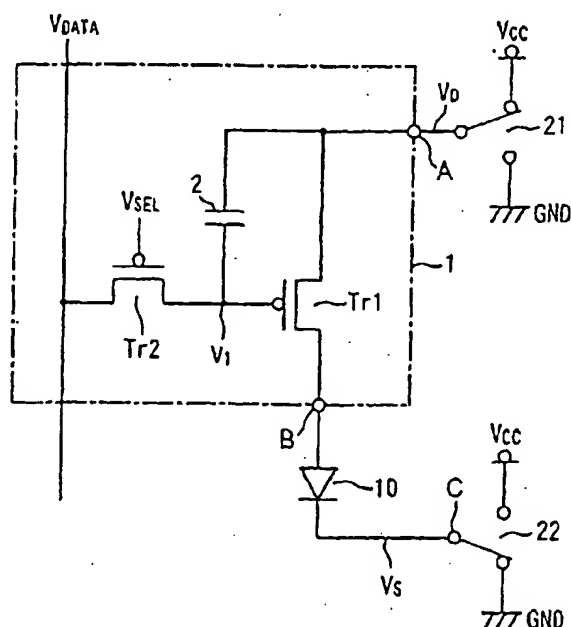 VDATA
VCC
VD
21
A
2
VSEL
GND
1
Tr1
Tr2
V1
B
VCC
10
C
22
VS
GND